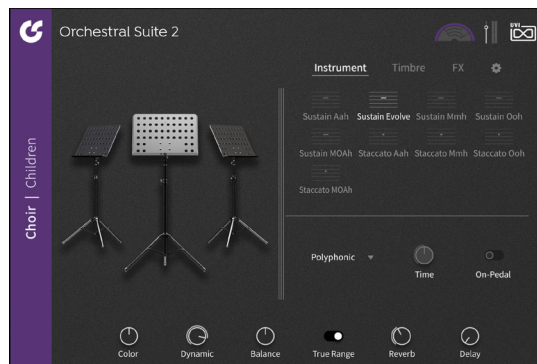 Orchestral Suite 2
UVI
Choir | Children
Instrument Timbre FX
Sustain Aah Sustain Evolve Sustain Mmh Sustain Ooh
Sustain MOAh Staccato Aah Staccato Mmh Staccato Ooh
Staccato MOAh
Polyphonic
Time On-Pedal
Color Dynamic Balance True Range Reverb Delay